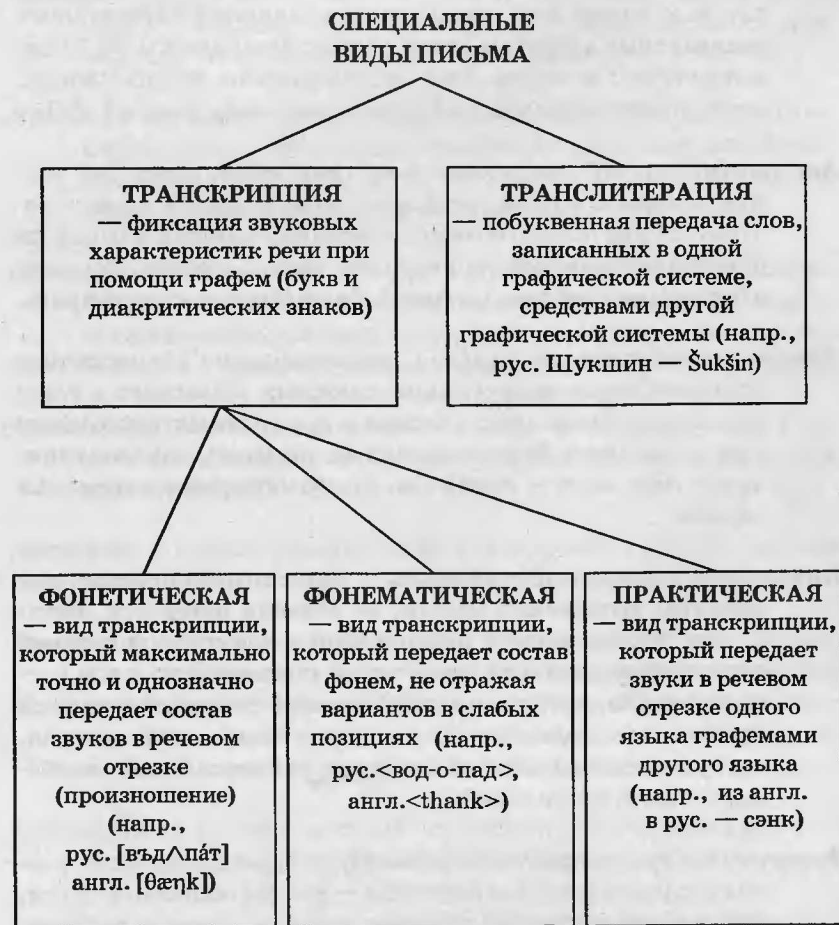 СПЕЦИАЛЬНЫЕ
ВИДЫ ПИСЬМА
ТРАНСКРИПЦИЯ
— фиксация звуковых
характеристик речи при
помощи графем (букв и
диакритических знаков)
ТРАНСЛИТЕРАЦИЯ
— побуквенная передача слов,
записанных в одной
графической системе,
средствами другой
графической системы (напр.,
рус. Шукшин — Šukšin)
ФОНЕТИЧЕСКАЯ
— вид транскрипции,
который максимально
точно и однозначно
передает состав
звуков в речевом
отрезке
(произношение)
(напр.,
рус. [въд∧па́т]
англ. [θæŋk])
ФОНЕМАТИЧЕСКАЯ
— вид транскрипции,
который передает состав
фонем, не отражая
вариантов в слабых
позициях (напр.,
рус.<вод-о-пад>,
англ.<thank>)
ПРАКТИЧЕСКАЯ
— вид транскрипции,
который передает
звуки в речевом
отрезке одного
языка графемами
другого языка
(напр., из англ.
в рус. — сэнк)